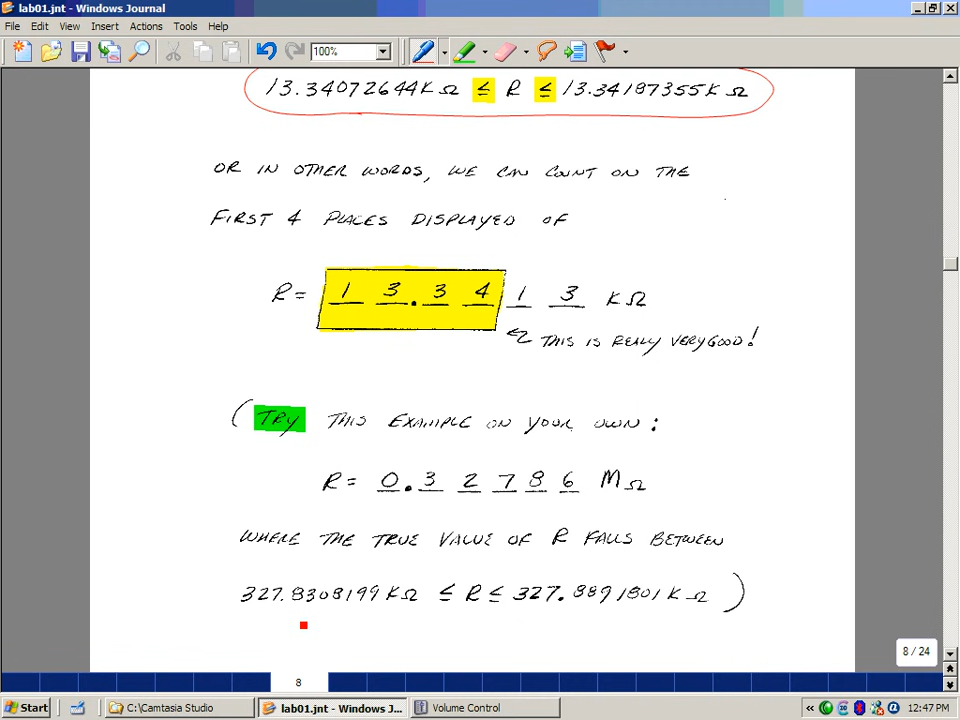 lab01.jnt - Windows Journal
File Edit View Insert Actions Tools Help
100%
13.34072644K Ω ≤ R ≤ 13.34187355K Ω
OR IN OTHER WORDS, WE CAN COUNT ON THE
FIRST 4 PLACES DISPLAYED OF
R= 1 3.3 4 1 3 KΩ
THIS IS REALLY VERY GOOD!
(TRY THIS EXAMPLE ON YOUR OWN:
R= 0.3 2 7 8 6 MΩ
WHERE THE TRUE VALUE OF R FALLS BETWEEN
327.8308199 KΩ ≤ R ≤ 327.8891801 KΩ )
8 / 24
8
Start C:\Camtasia Studio lab01.jnt - Windows J... Volume Control « 12:47 PM